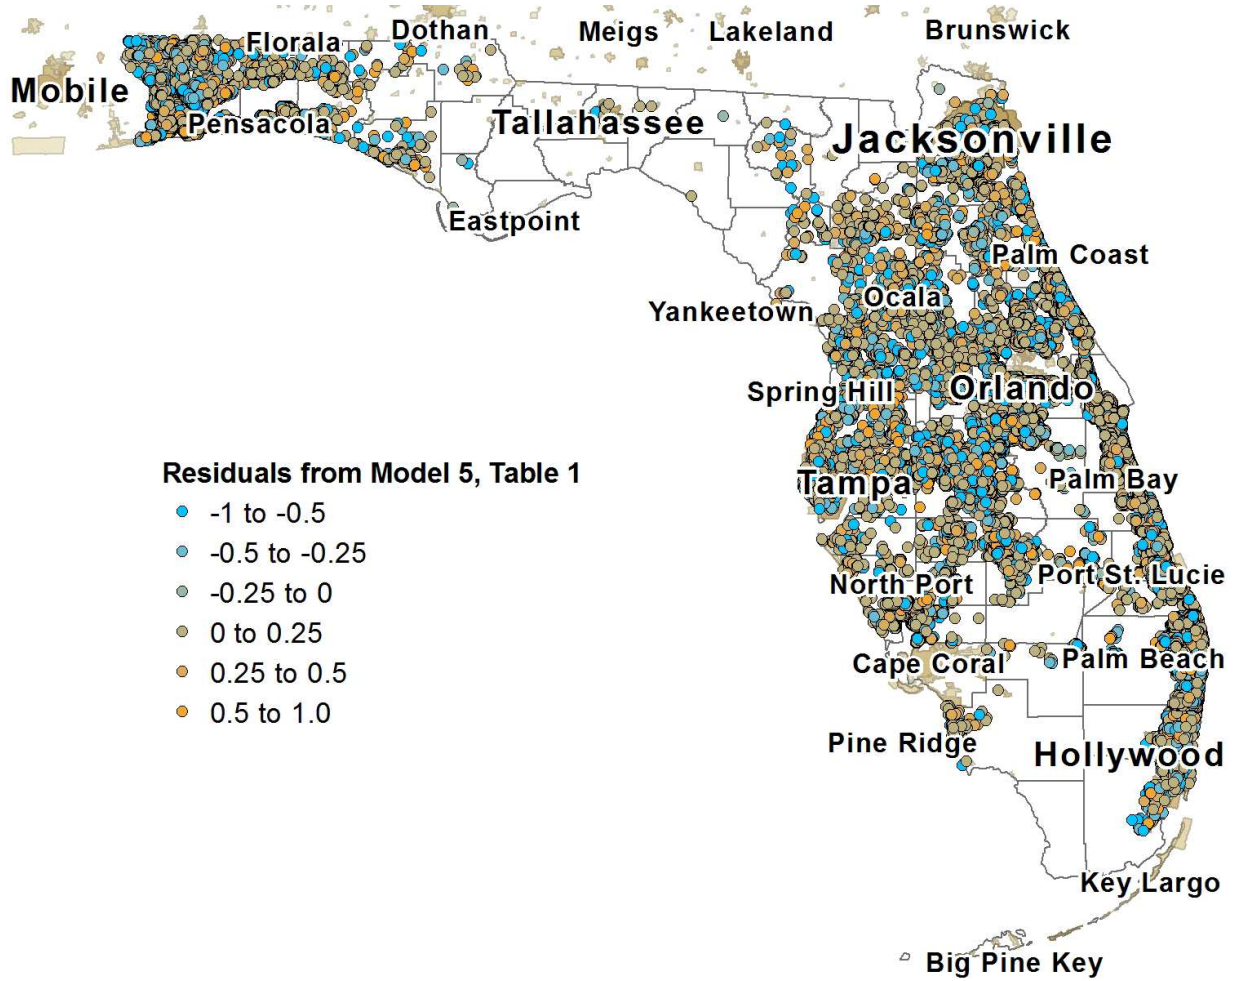 Dothan
Meigs
Lakeland
Brunswick
Florala
Mobile
Pensacola
Tallahassee
Jacksonville
Eastpoint
Palm Coast
Ocala
Yankeetown
Spring Hill
Orlando
Residuals from Model 5, Table 1
Tampa
Palm Bay
-1 to -0.5
-0.5 to -0.25
-0.25 to 0
0 to 0.25
0.25 to 0.5
0.5 to 1.0
North Port
Port St. Lucie
Cape Coral
Palm Beach
Pine Ridge
Hollywood
Key Largo
Big Pine Key